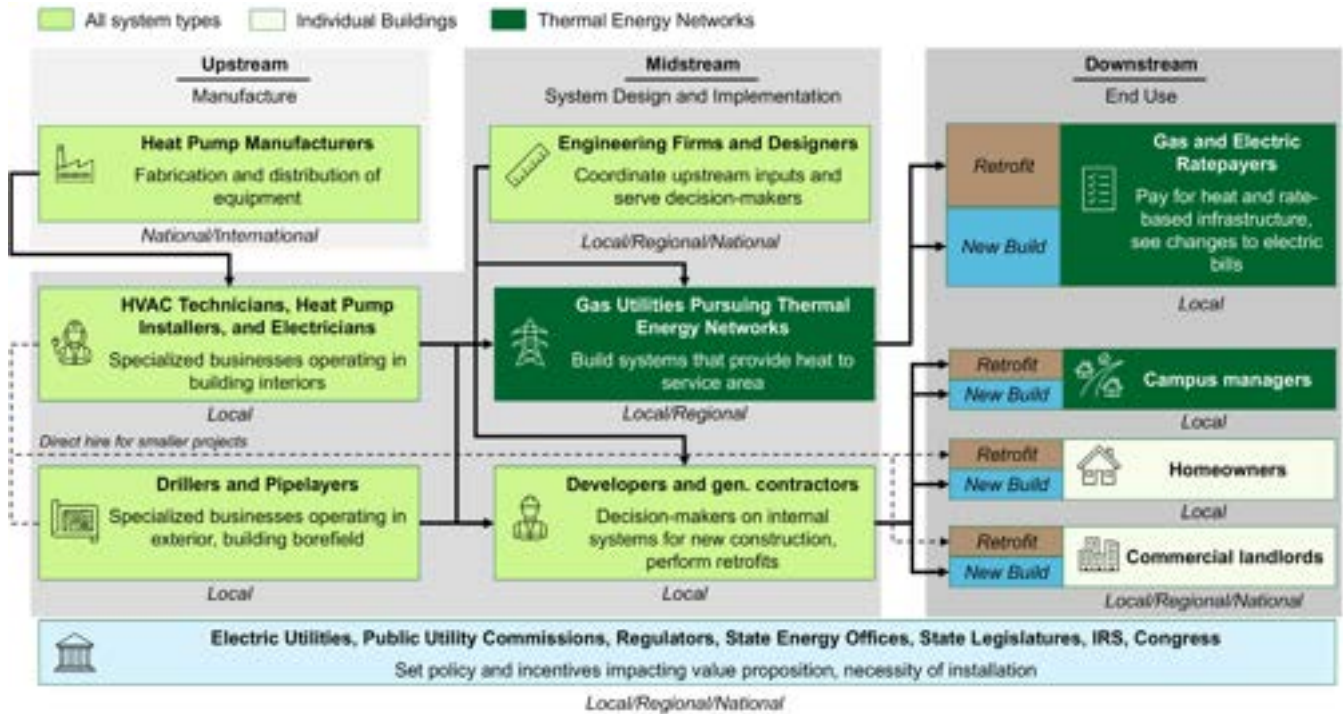 All system types
Individual Buildings
Thermal Energy Networks
Upstream
Manufacture
Heat Pump Manufacturers
Fabrication and distribution of
equipment
National/International
Midstream
System Design and Implementation
Engineering Firms and Designers
Coordinate upstream inputs and
serve decision-makers
Local/Regional/National
Downstream
End Use
Retrofit
New Build
Gas and Electric
Ratepayers
Pay for heat and rate-
based infrastructure,
see changes to electric
bills
Local
HVAC Technicians, Heat Pump
Installers, and Electricians
Specialized businesses operating in
building interiors
Local
Gas Utilities Pursuing Thermal
Energy Networks
Build systems that provide heat to
service area
Local/Regional
Retrofit
New Build
Campus managers
Local
Direct hire for smaller projects
Drillers and Pipelayers
Specialized businesses operating in
exterior, building borefield
Local
Developers and gen. contractors
Decision-makers on internal
systems for new construction,
perform retrofits
Local
Retrofit
New Build
Homeowners
Local
Retrofit
New Build
Commercial landlords
Local/Regional/National
Electric Utilities, Public Utility Commissions, Regulators, State Energy Offices, State Legislatures, IRS, Congress
Set policy and incentives impacting value proposition, necessity of installation
Local/Regional/National